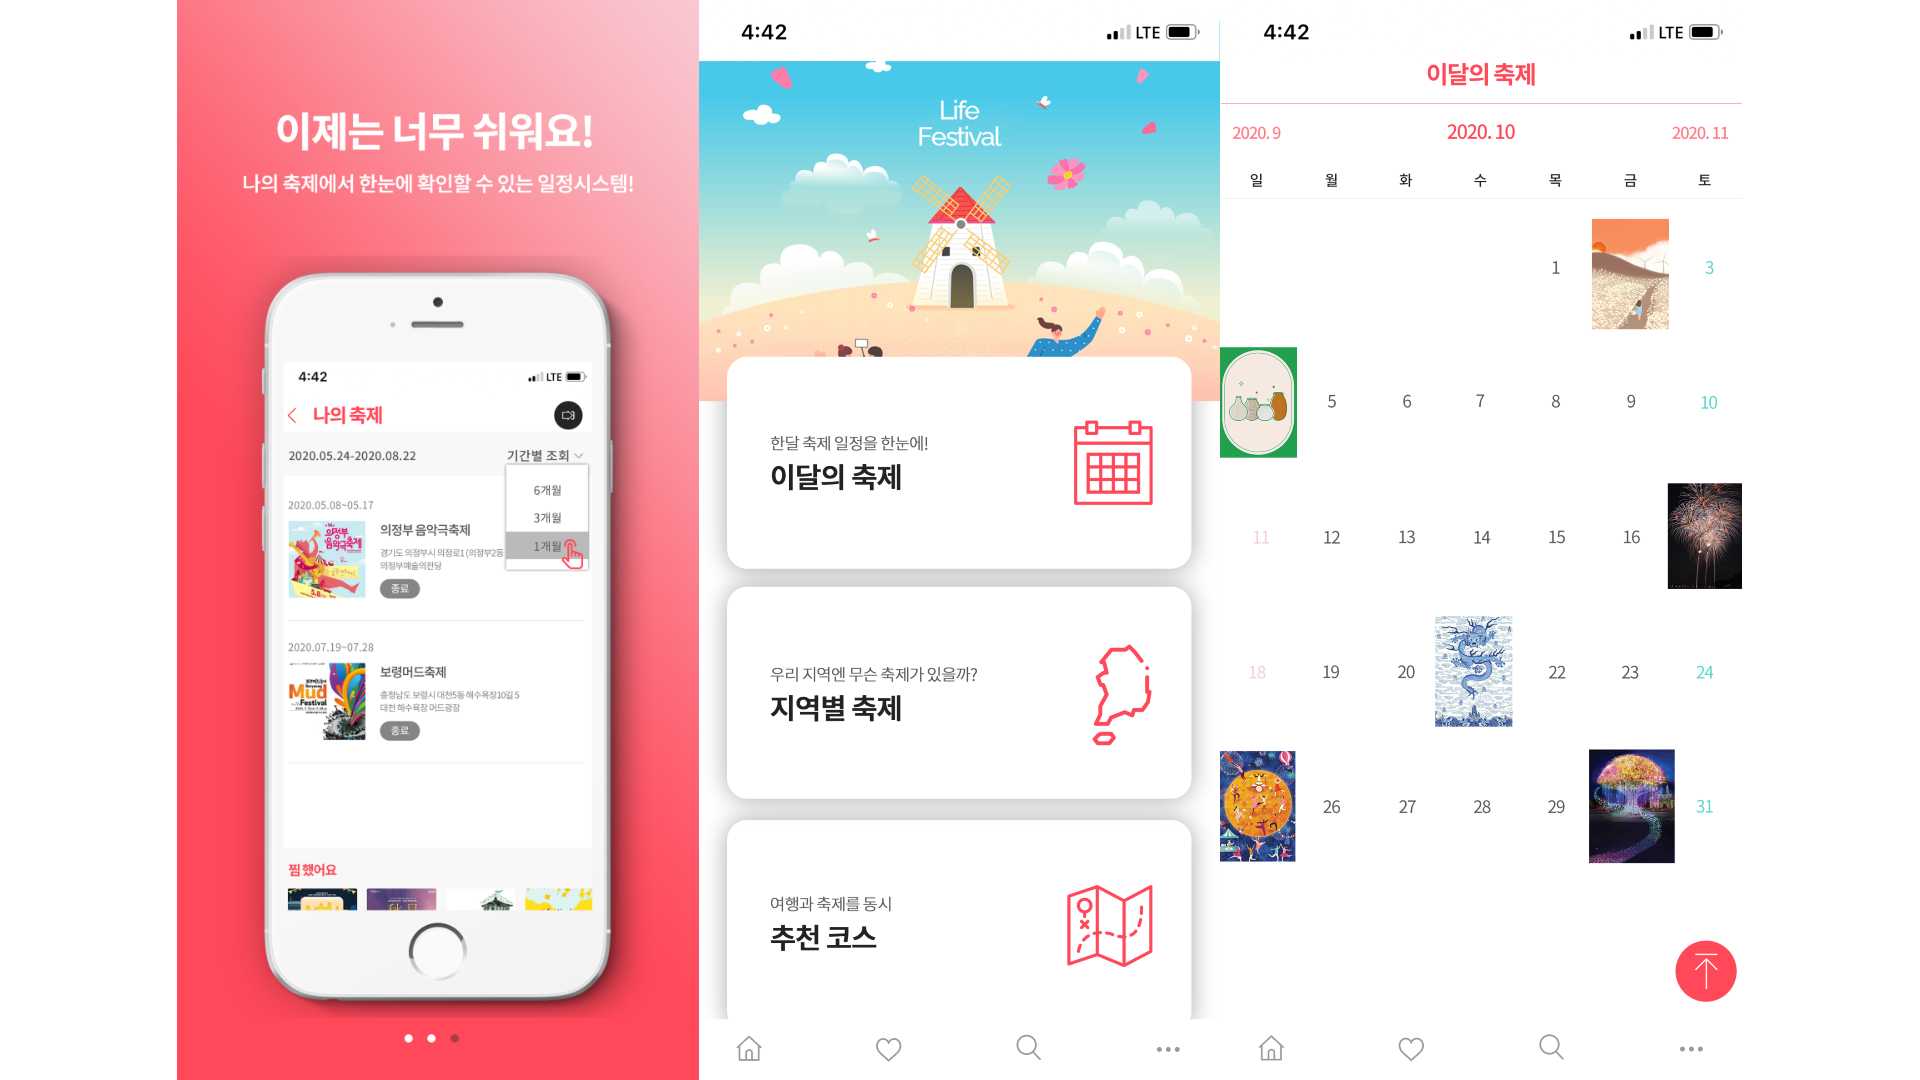 이제는 너무 쉬워요!
나의 축제에서 한눈에 확인할 수 있는 일정시스템!
4:42
LTE
나의 축제
2020.05.24-2020.08.22
기간별 조회
6개월
3개월
1개월
2020.05.08~05.17
의정부 음악극축제
의정부 음악극축제
경기도 의정부시 의정로1 (의정부2동
의정부예술의전당
종료
2020.07.19~07.28
보령머드축제
Mud
Festival
충청남도 보령시 대천5동 해수욕장10길 5
대천 해수욕장 머드광장
종료
찜했어요
4:42
LTE
Life
Festival
한달 축제 일정을 한눈에!
이달의 축제
우리 지역엔 무슨 축제가 있을까?
지역별 축제
여행과 축제를 동시
추천 코스
4:42
LTE
이달의 축제
2020. 9
2020. 10
2020. 11
일 월 화 수 목 금 토
1 3
5 6 7 8 9 10
11 12 13 14 15 16
18 19 20 22 23 24
26 27 28 29 31